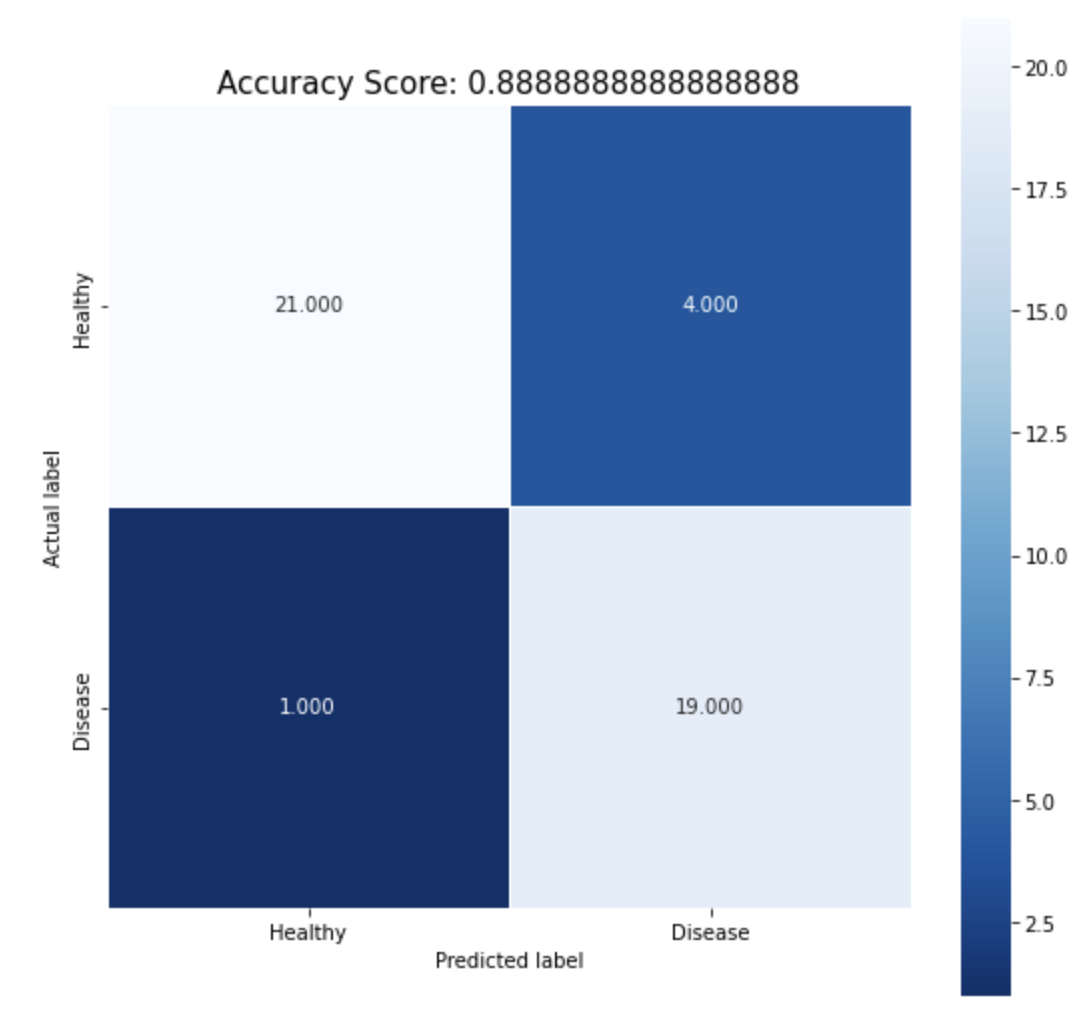 Accuracy Score: 0.8888888888888888
20.0
17.5
15.0
12.5
10.0
7.5
5.0
2.5
Healthy
21.000
4.000
Actual label
Disease
1.000
19.000
Healthy
Disease
Predicted label